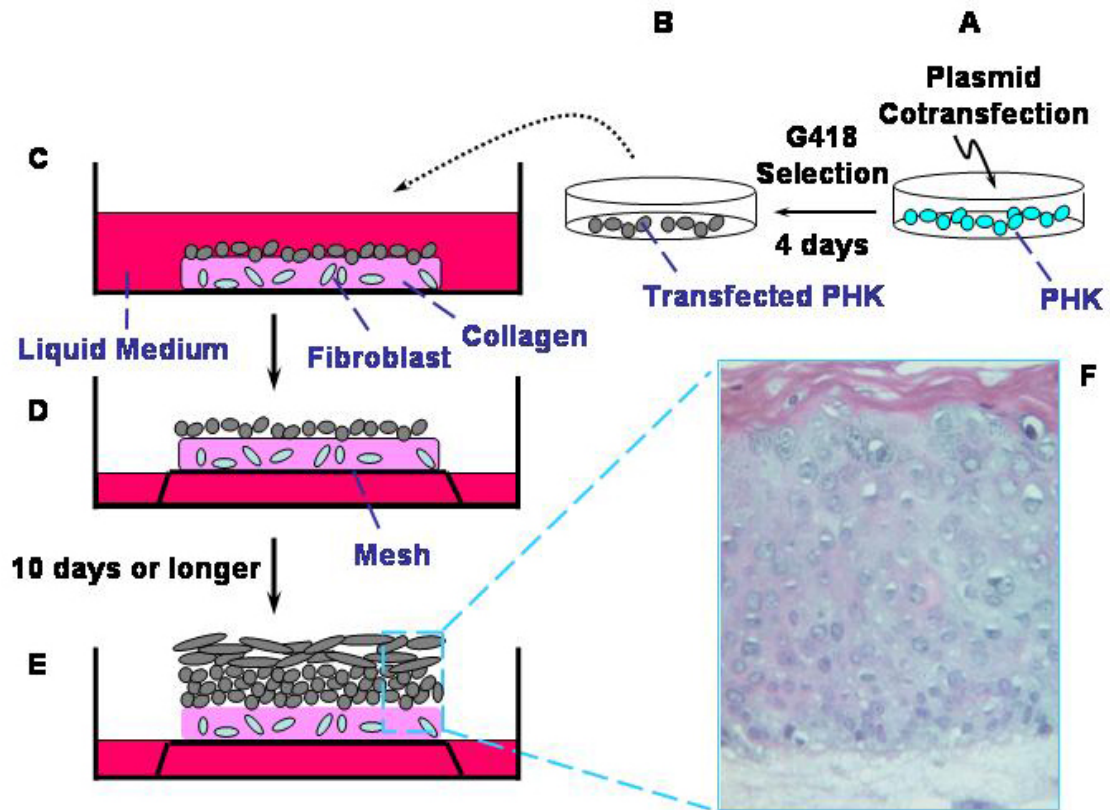 B
A
Plasmid
Cotransfection
C
G418
Selection
4 days
Transfected PHK
PHK
Liquid Medium
Fibroblast
Collagen
F
D
Mesh
10 days or longer
E